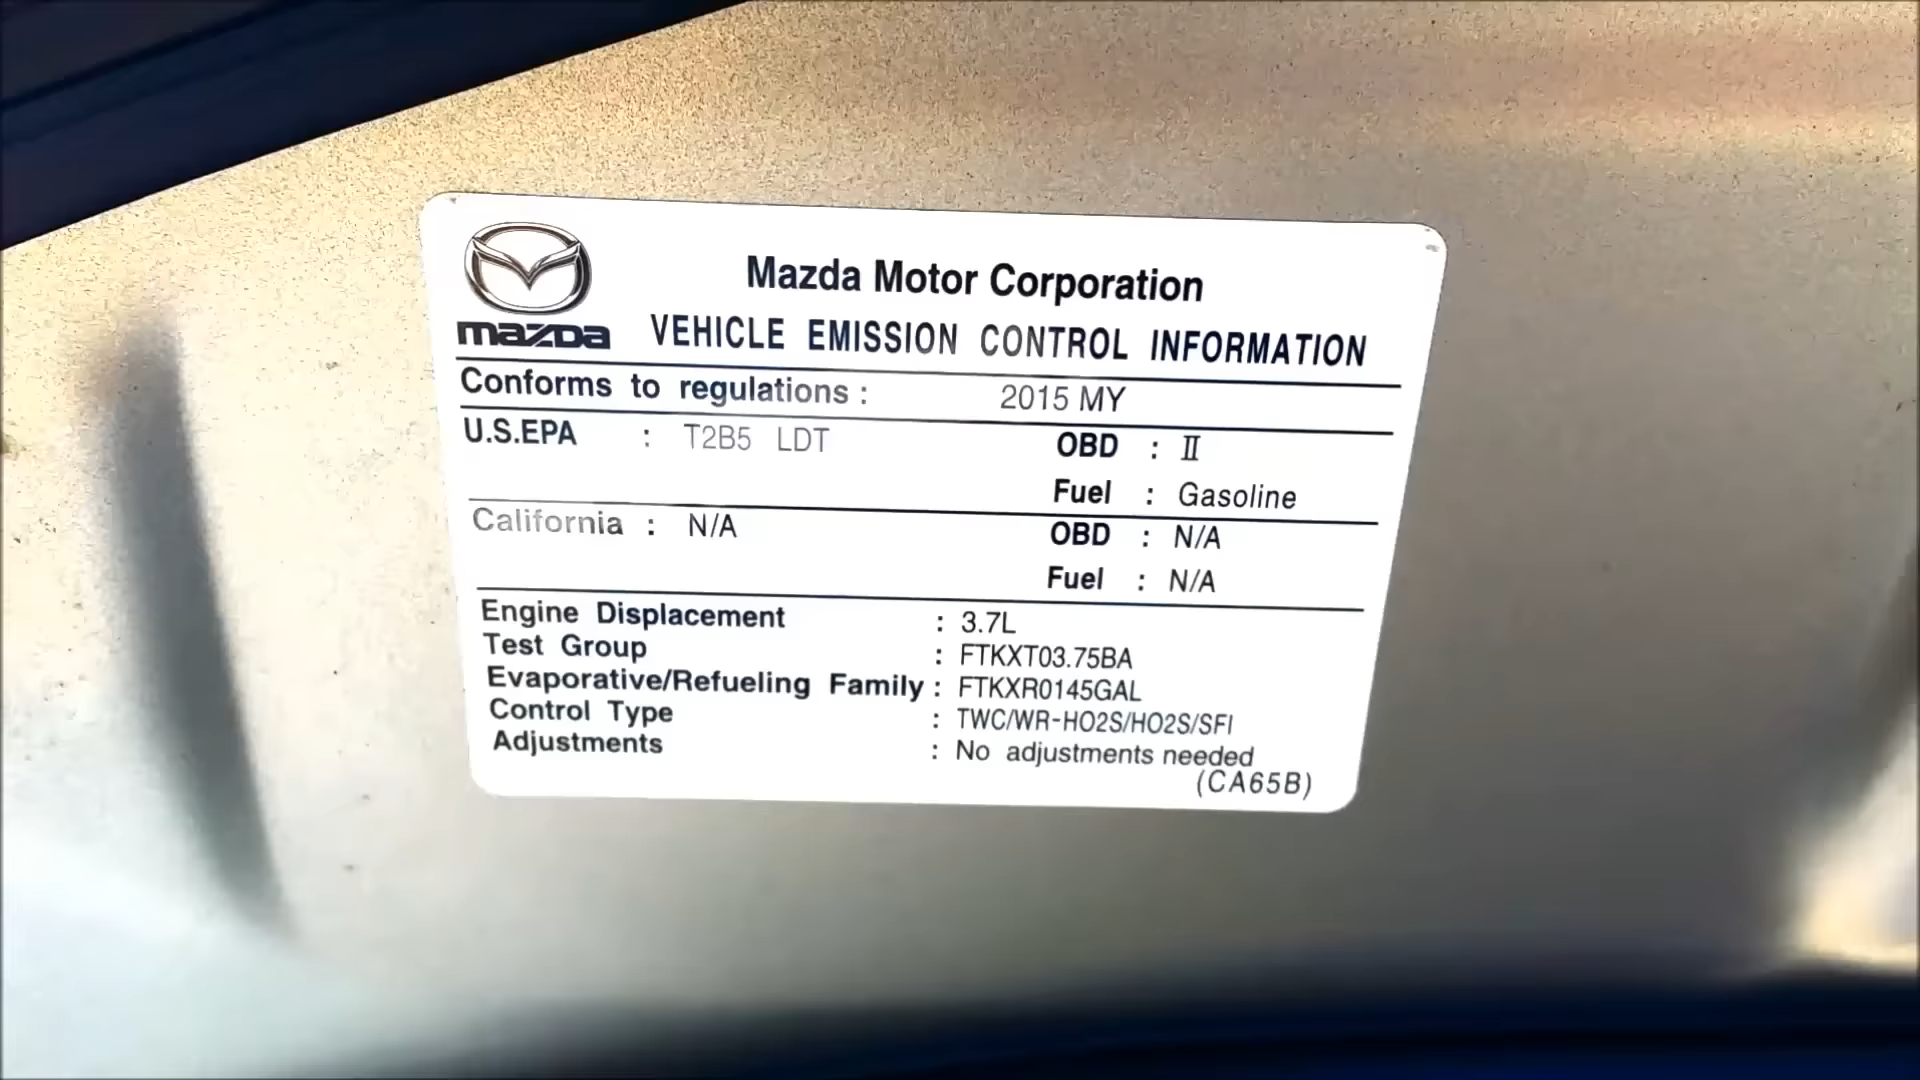 Mazda Motor Corporation
mazda VEHICLE EMISSION CONTROL INFORMATION
Conforms to regulations : 2015 MY
U.S.EPA : T2B5 LDT OBD : II
Fuel : Gasoline
California : N/A OBD : N/A
Fuel : N/A
Engine Displacement : 3.7L
Test Group : FTKXT03.75BA
Evaporative/Refueling Family : FTKXR0145GAL
Control Type : TWC/WR-HO2S/HO2S/SFI
Adjustments : No adjustments needed
(CA65B)